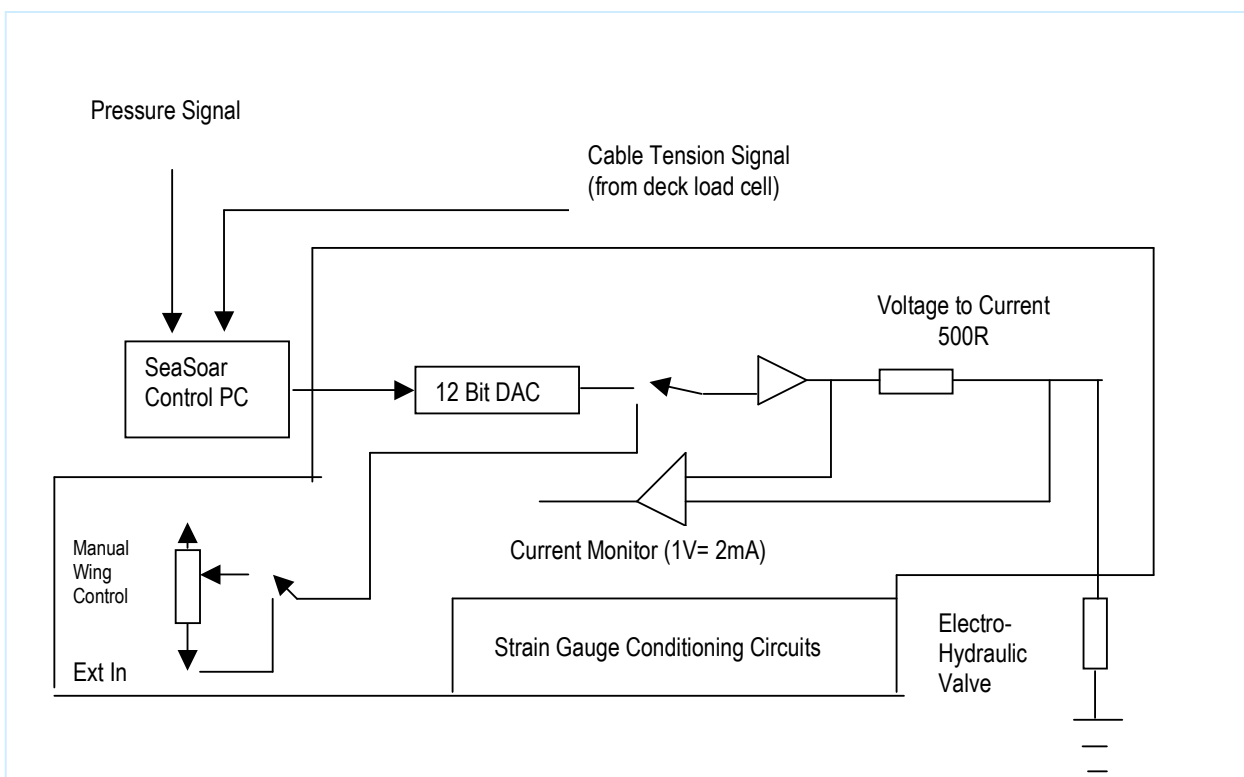 Pressure Signal
Cable Tension Signal
(from deck load cell)
Voltage to Current
500R
SeaSoar
Control PC
12 Bit DAC
Current Monitor (1V= 2mA)
Manual
Wing
Control
Ext In
Strain Gauge Conditioning Circuits
Electro-
Hydraulic
Valve